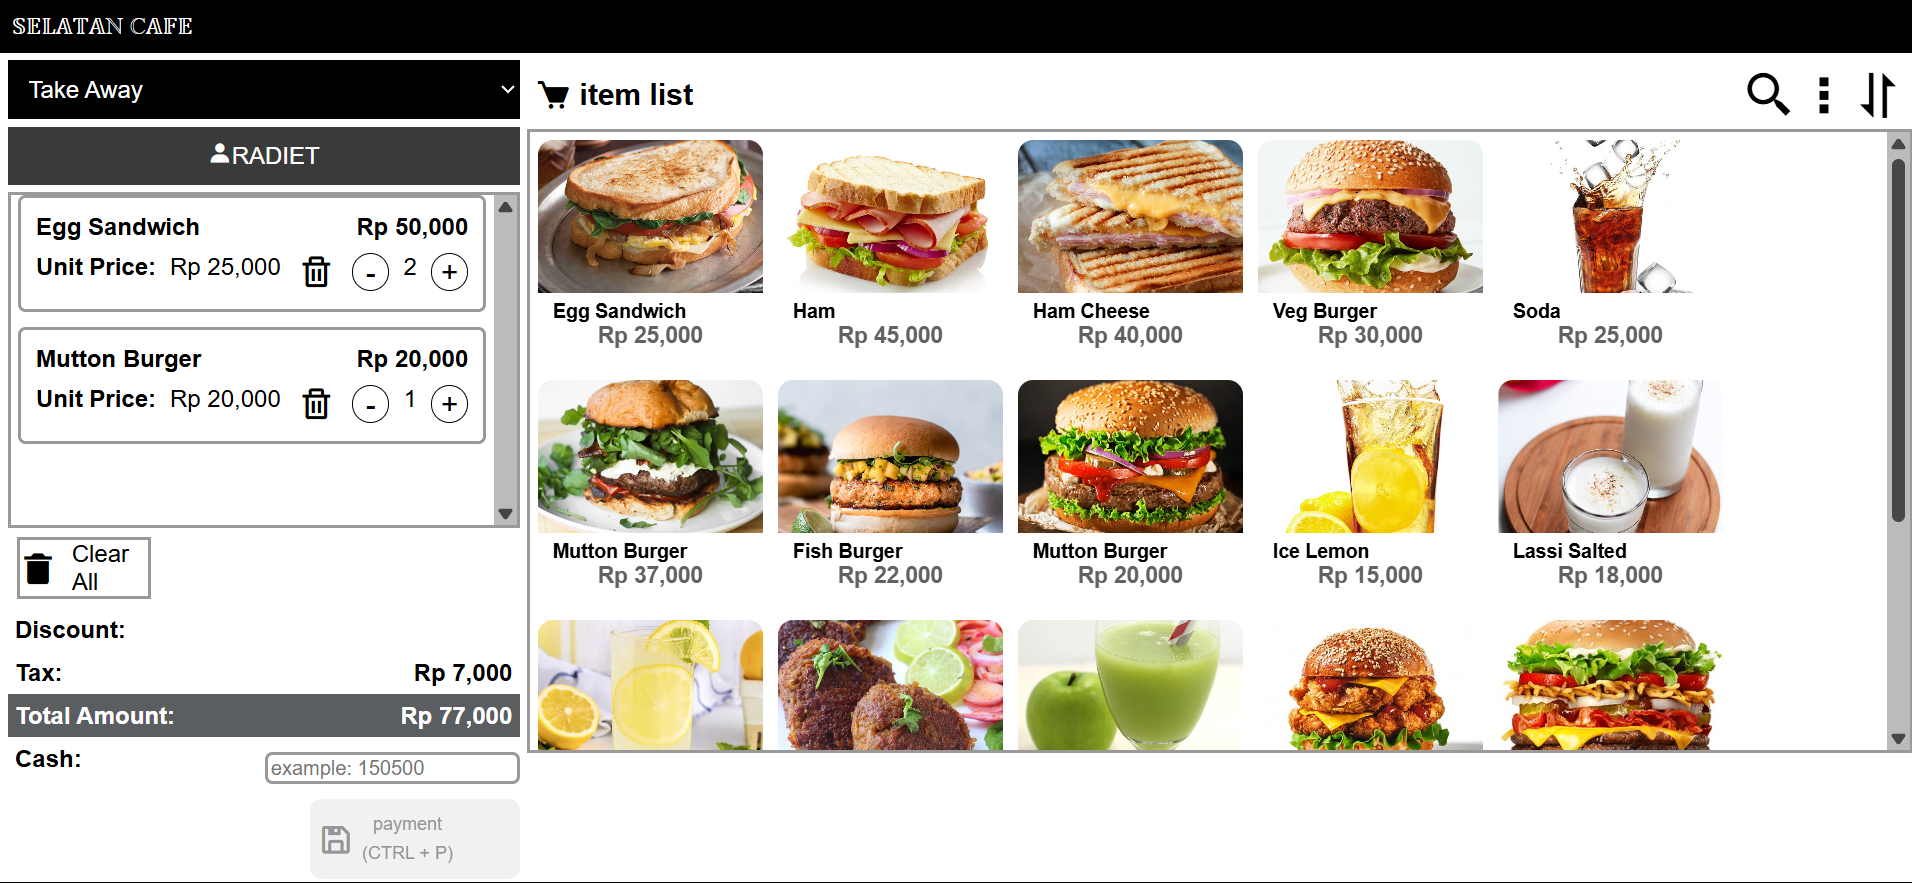 SELATAN CAFE
Take Away
RADIET
Egg Sandwich Rp 50,000
Unit Price: Rp 25,000 - 2 +
Mutton Burger Rp 20,000
Unit Price: Rp 20,000 - 1 +
Clear
All
Discount:
Tax: Rp 7,000
Total Amount: Rp 77,000
Cash: example: 150500
payment
(CTRL + P)
item list
Egg Sandwich
Rp 25,000
Ham
Rp 45,000
Ham Cheese
Rp 40,000
Veg Burger
Rp 30,000
Soda
Rp 25,000
Mutton Burger
Rp 37,000
Fish Burger
Rp 22,000
Mutton Burger
Rp 20,000
Ice Lemon
Rp 15,000
Lassi Salted
Rp 18,000